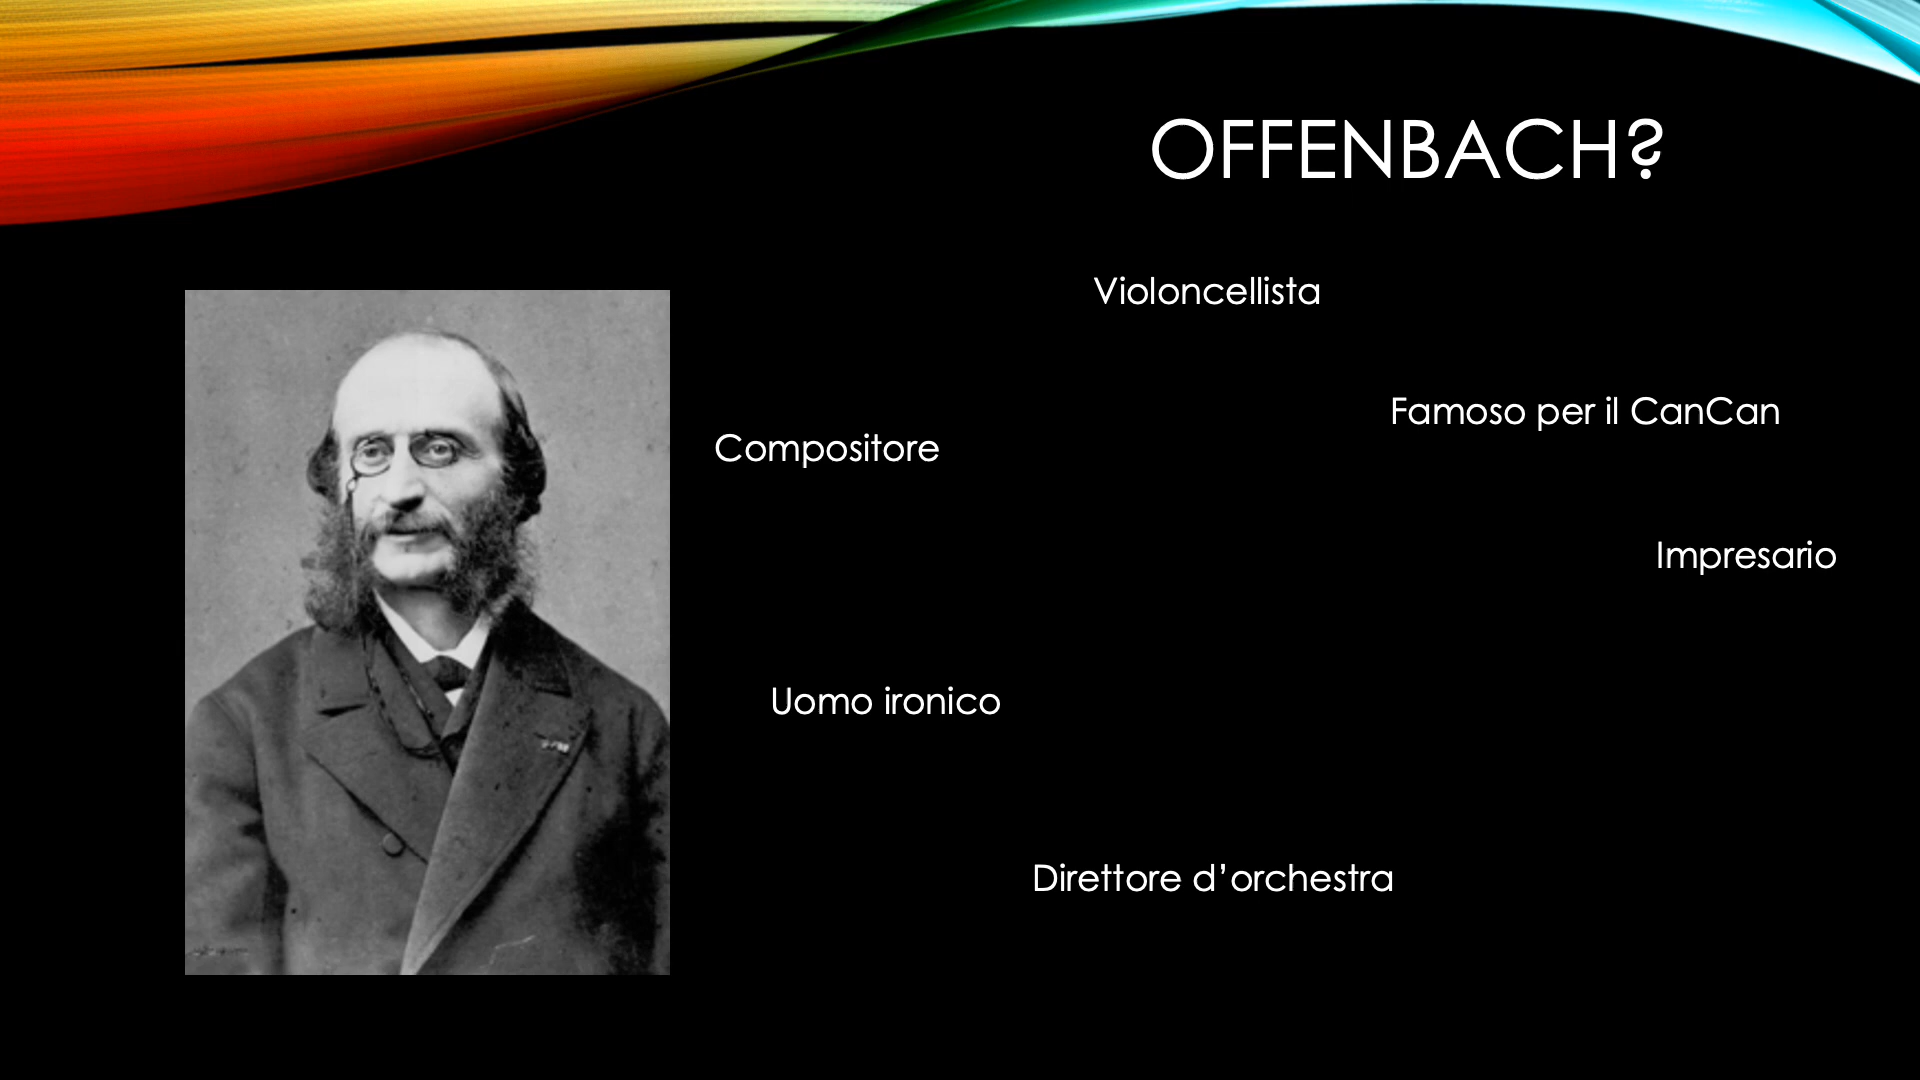 OFFENBACH?
Violoncellista
Famoso per il CanCan
Compositore
Impresario
Uomo ironico
Direttore d’orchestra